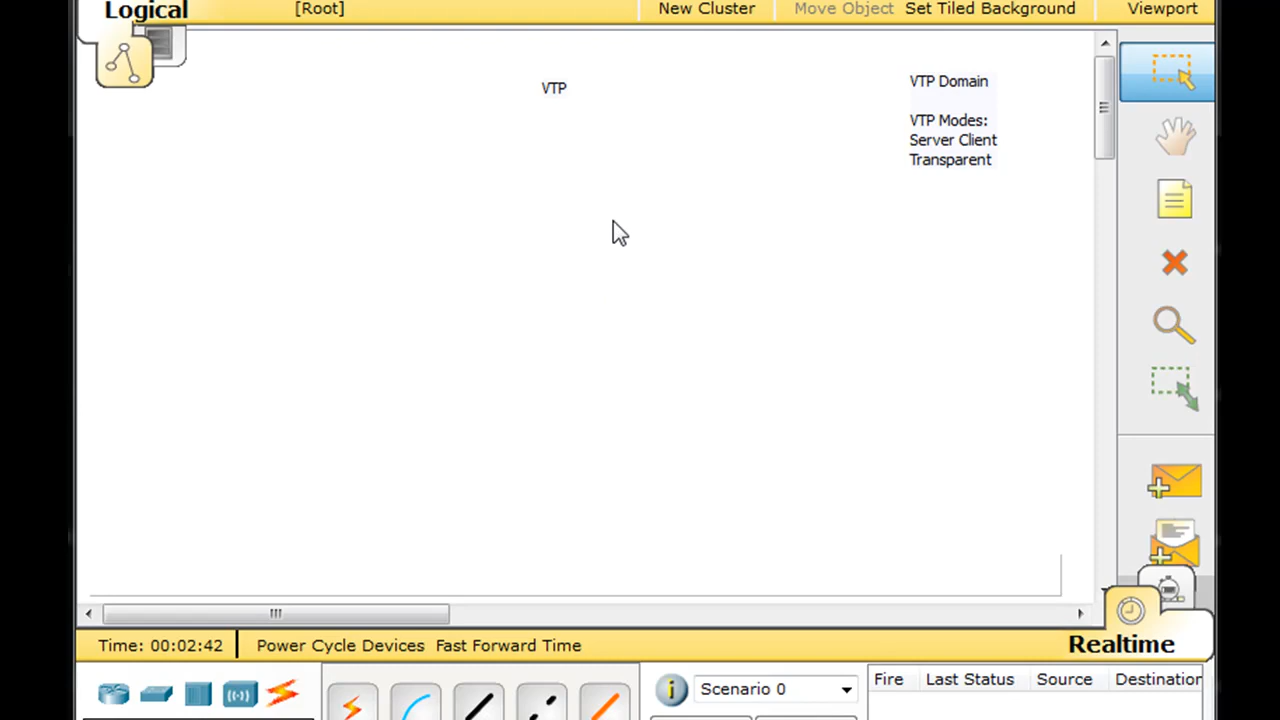 Logical
[Root]
New Cluster
Move Object
Set Tiled Background
Viewport
VTP
VTP Domain
VTP Modes:
Server Client
Transparent
Time: 00:02:42
Power Cycle Devices
Fast Forward Time
Realtime
Scenario 0
Fire
Last Status
Source
Destination